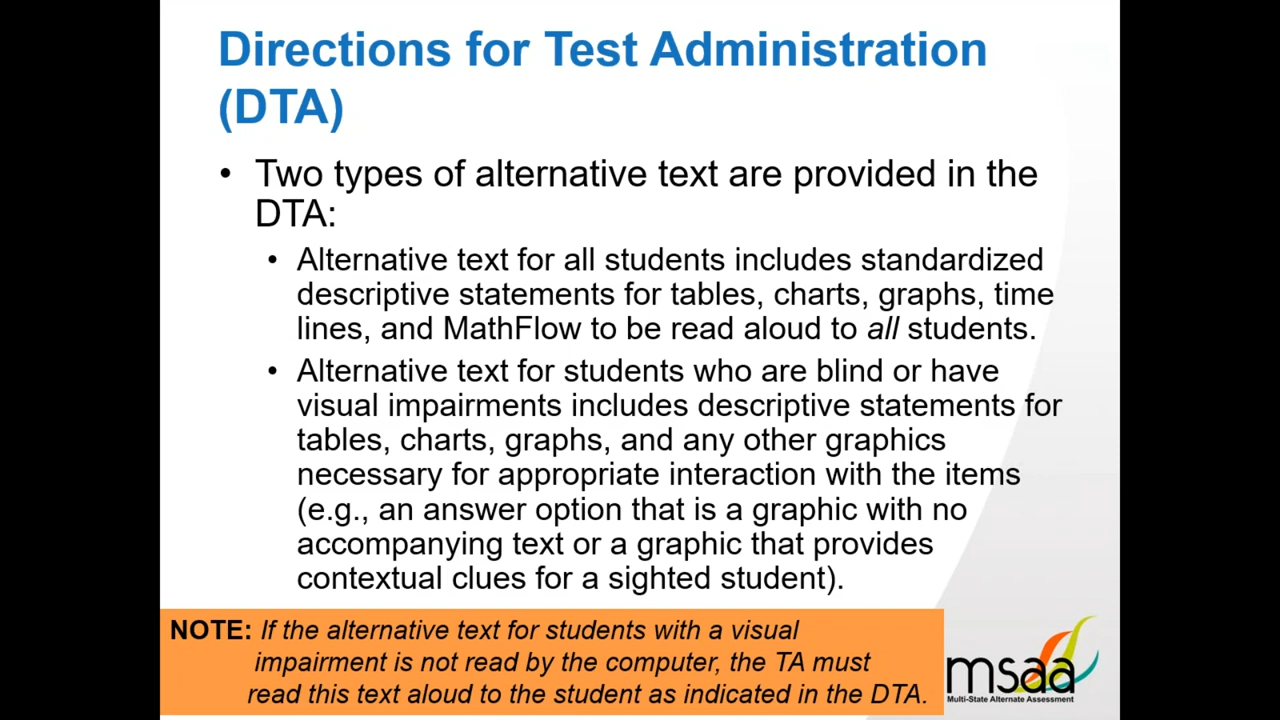 Directions for Test Administration
(DTA)
• Two types of alternative text are provided in the
DTA:
• Alternative text for all students includes standardized
descriptive statements for tables, charts, graphs, time
lines, and MathFlow to be read aloud to all students.
• Alternative text for students who are blind or have
visual impairments includes descriptive statements for
tables, charts, graphs, and any other graphics
necessary for appropriate interaction with the items
(e.g., an answer option that is a graphic with no
accompanying text or a graphic that provides
contextual clues for a sighted student).
NOTE: If the alternative text for students with a visual
impairment is not read by the computer, the TA must
read this text aloud to the student as indicated in the DTA.
msaa
Multi-State Alternate Assessment